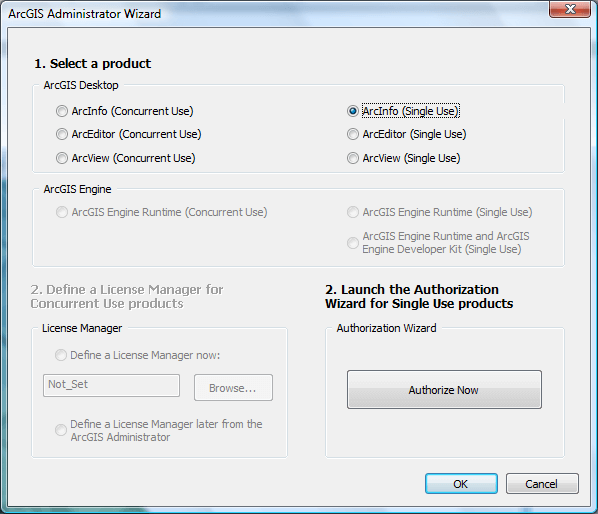 ArcGIS Administrator Wizard
1. Select a product
ArcGIS Desktop
ArcInfo (Concurrent Use)
ArcInfo (Single Use)
ArcEditor (Concurrent Use)
ArcEditor (Single Use)
ArcView (Concurrent Use)
ArcView (Single Use)
ArcGIS Engine
ArcGIS Engine Runtime (Concurrent Use)
ArcGIS Engine Runtime (Single Use)
ArcGIS Engine Runtime and ArcGIS
Engine Developer Kit (Single Use)
2. Define a License Manager for
Concurrent Use products
License Manager
Define a License Manager now:
Not_Set
Browse...
Define a License Manager later from the
ArcGIS Administrator
2. Launch the Authorization
Wizard for Single Use products
Authorization Wizard
Authorize Now
OK
Cancel